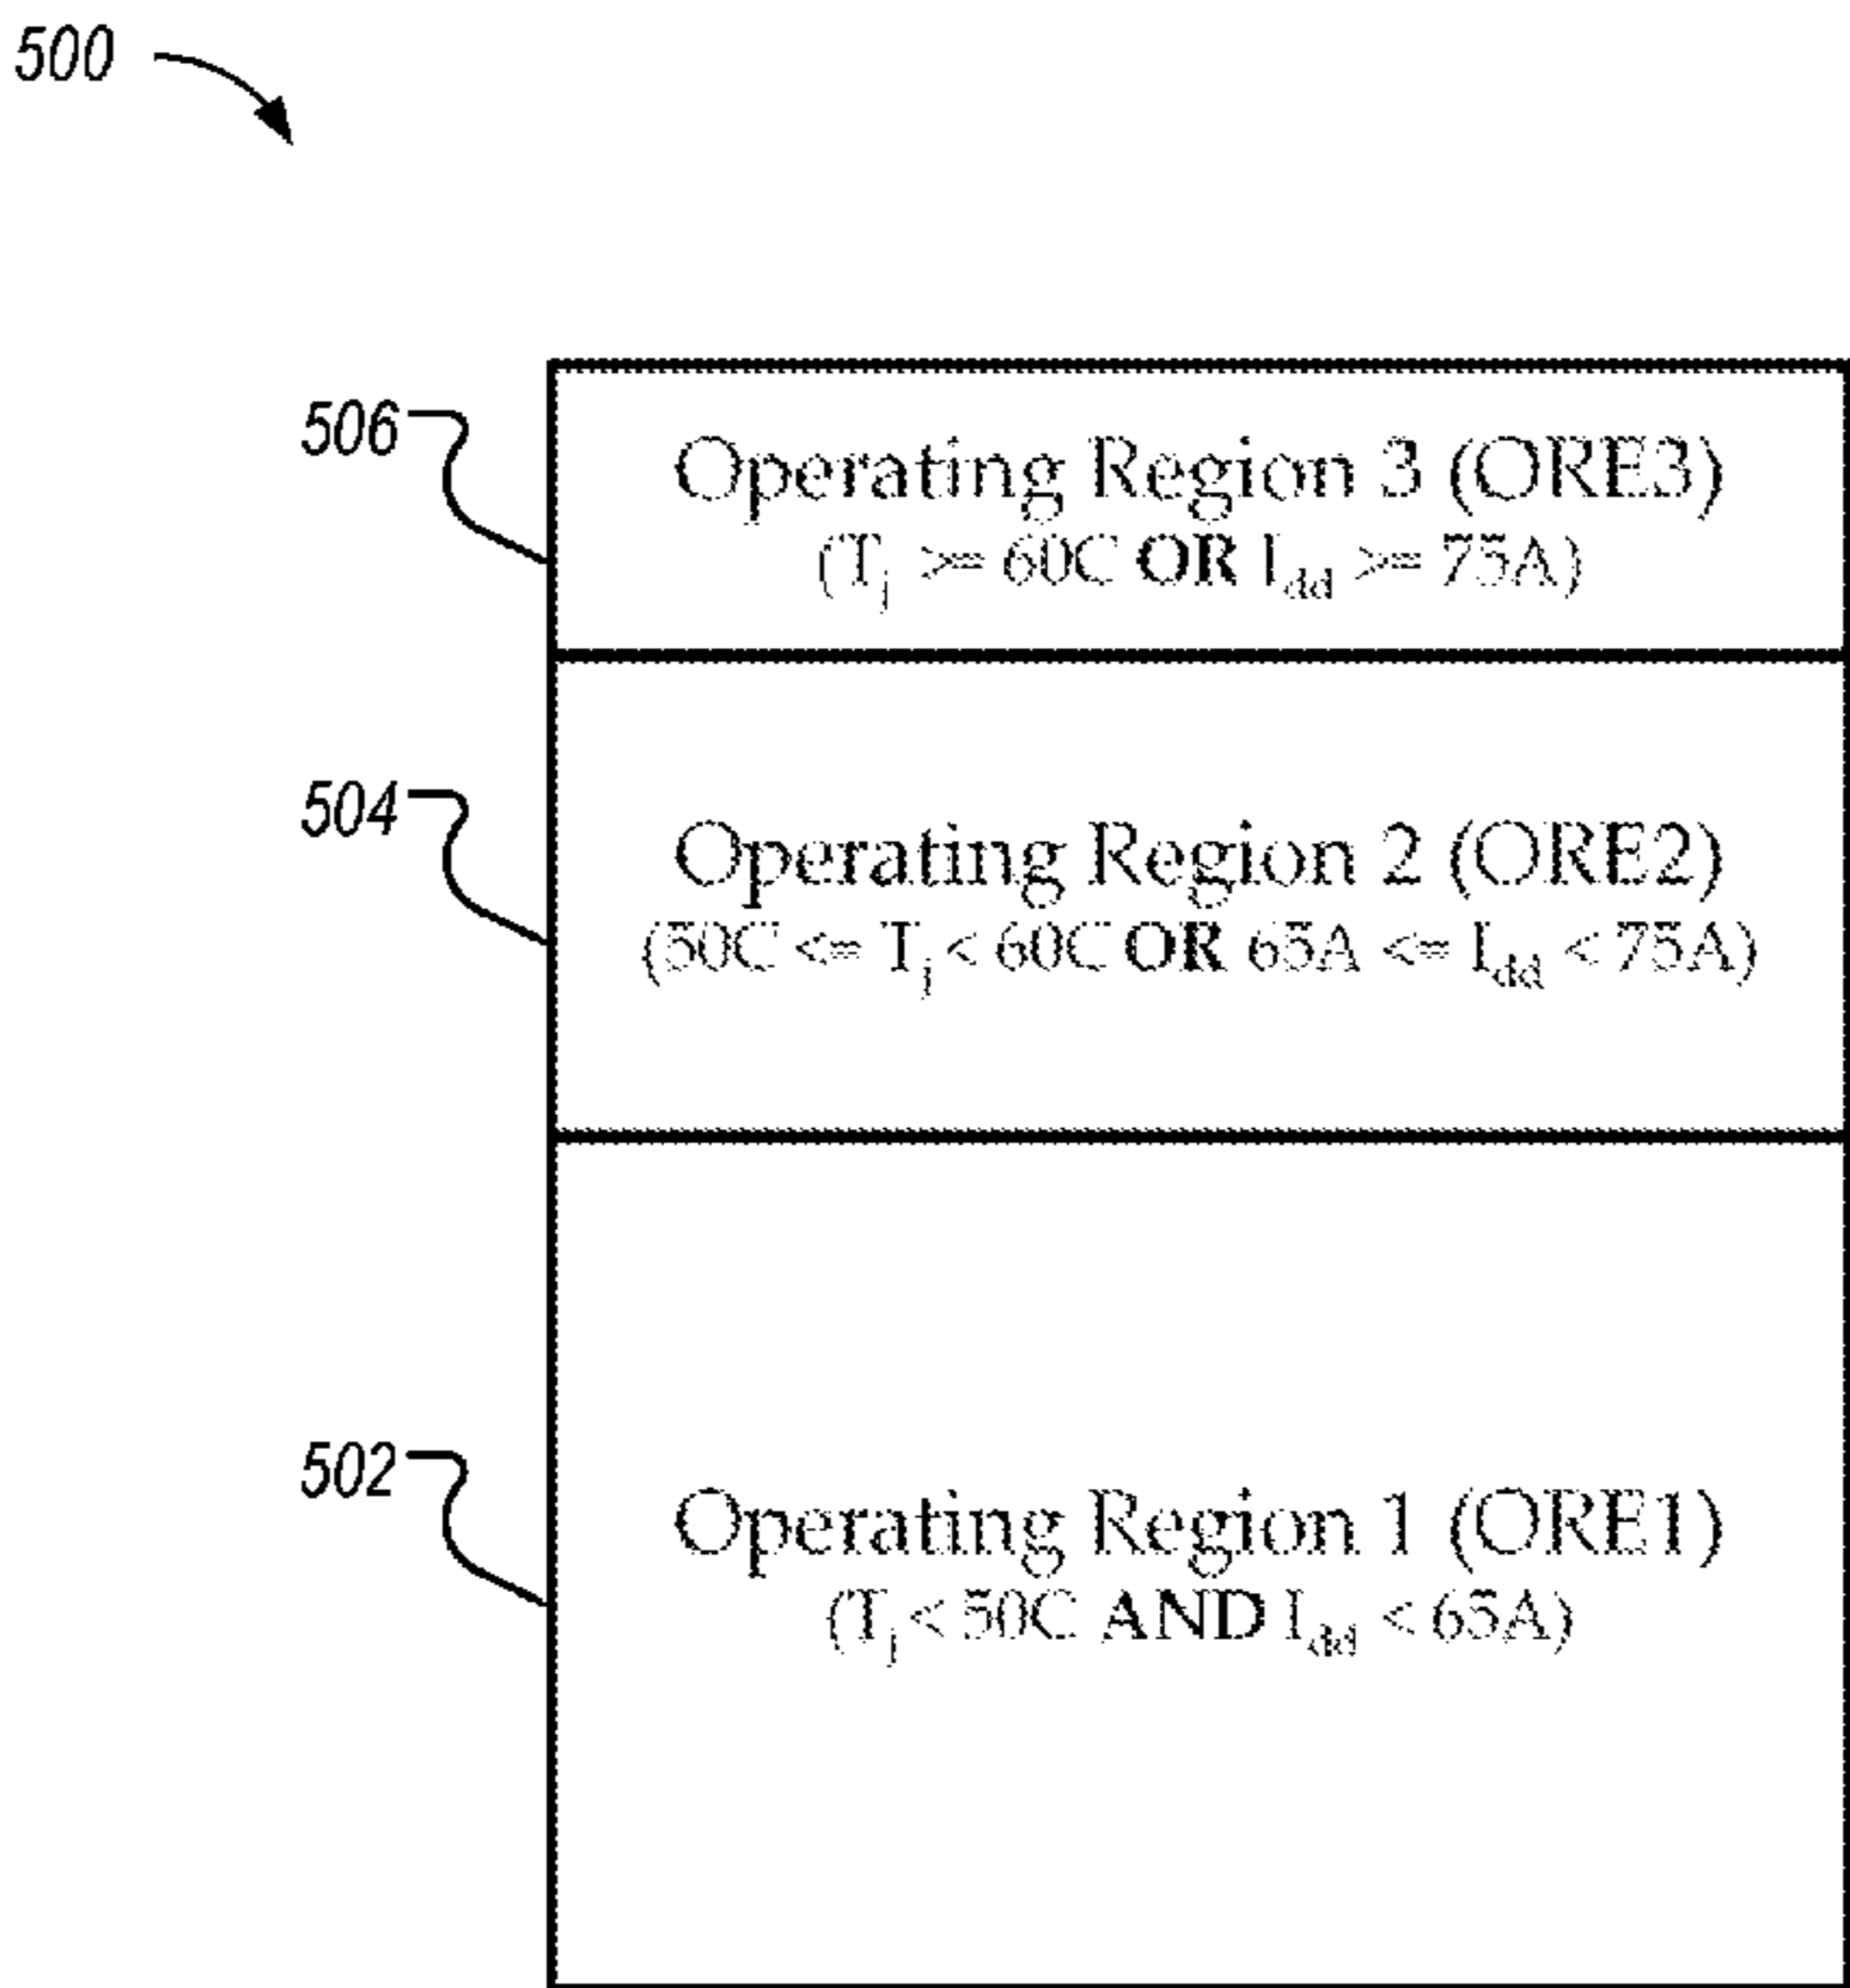 500
506
Operating Region 3 (ORE3)
(Tj >= 60C OR Idd >= 75A)
504
Operating Region 2 (ORE2)
(50C <= Tj < 60C OR 65A <= Idd < 75A)
502
Operating Region 1 (ORE1)
(Tj < 50C AND Idd < 65A)